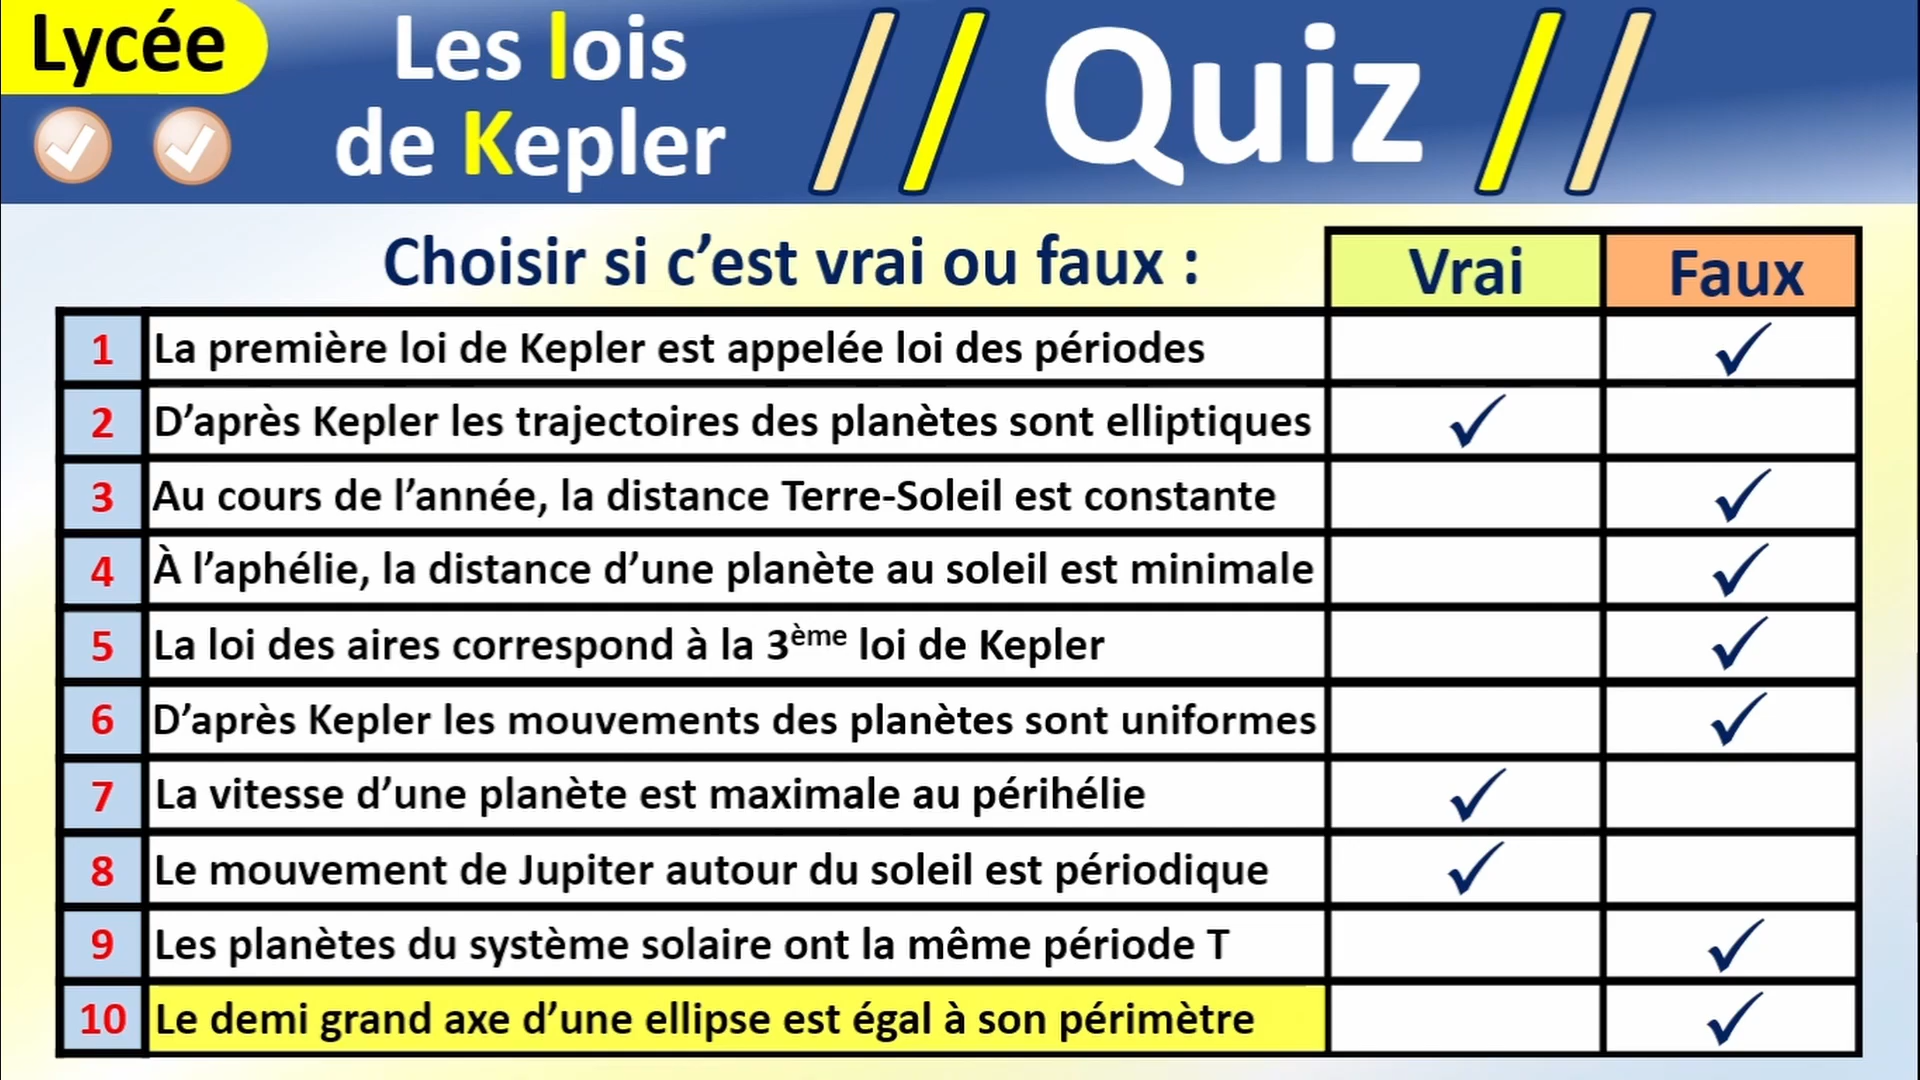 Lycée
Les lois
de Kepler
Quiz
Choisir si c’est vrai ou faux :
Vrai
Faux
1 La première loi de Kepler est appelée loi des périodes
2 D’après Kepler les trajectoires des planètes sont elliptiques
3 Au cours de l’année, la distance Terre-Soleil est constante
4 À l’aphélie, la distance d’une planète au soleil est minimale
5 La loi des aires correspond à la 3ème loi de Kepler
6 D’après Kepler les mouvements des planètes sont uniformes
7 La vitesse d’une planète est maximale au périhélie
8 Le mouvement de Jupiter autour du soleil est périodique
9 Les planètes du système solaire ont la même période T
10 Le demi grand axe d’une ellipse est égal à son périmètre